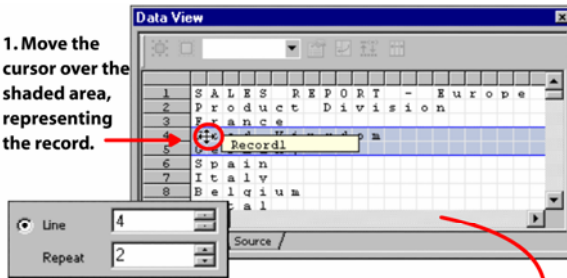 Data View
1. Move the
cursor over the
shaded area,
representing
the record.
1 SALES REPORT - Europe
2 Product Division
3 France
4
Record1
5
6 Spain
7 Italy
8 Belgium
Line 4
Repeat 2
Source